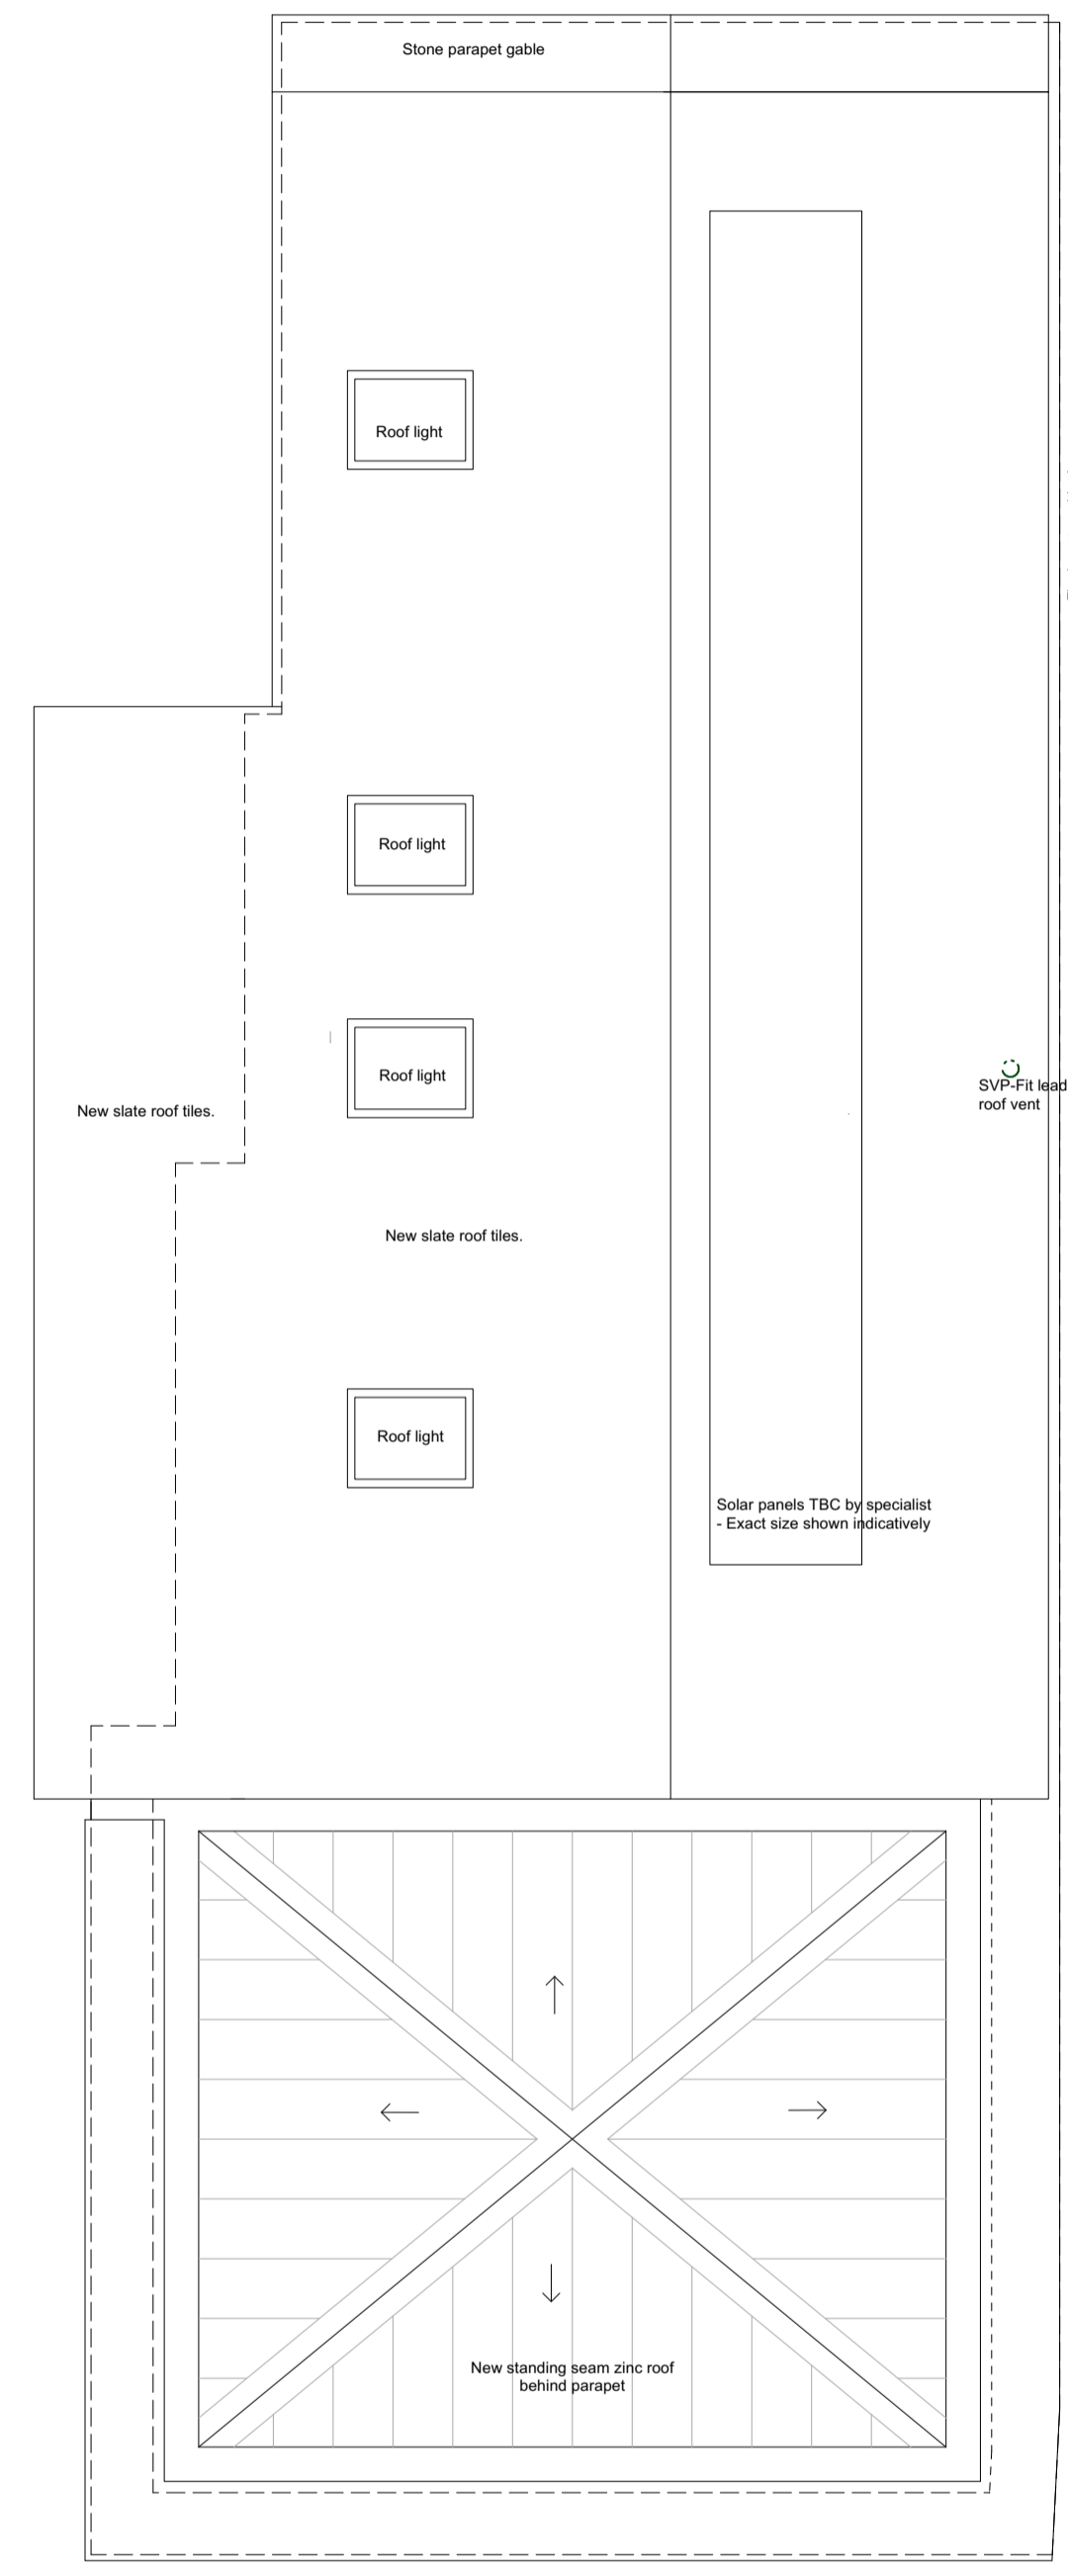 Stone parapet gable
Roof light
Roof light
Roof light
SVP-Fit lead
roof vent
New slate roof tiles.
New slate roof tiles.
Roof light
Solar panels TBC by specialist
- Exact size shown indicatively
New standing seam zinc roof
behind parapet